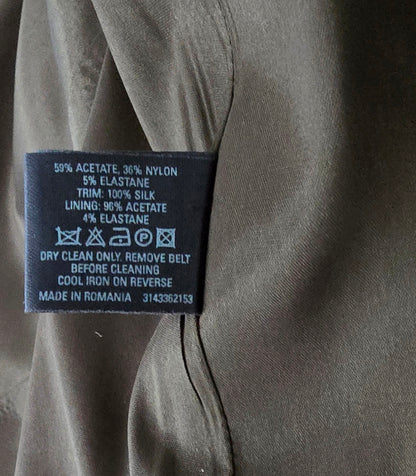 59% ACETATE, 36% NYLON
5% ELASTANE
TRIM: 100% SILK
LINING: 96% ACETATE
4% ELASTANE
P
DRY CLEAN ONLY. REMOVE BELT
BEFORE CLEANING
COOL IRON ON REVERSE
MADE IN ROMANIA 3143362153